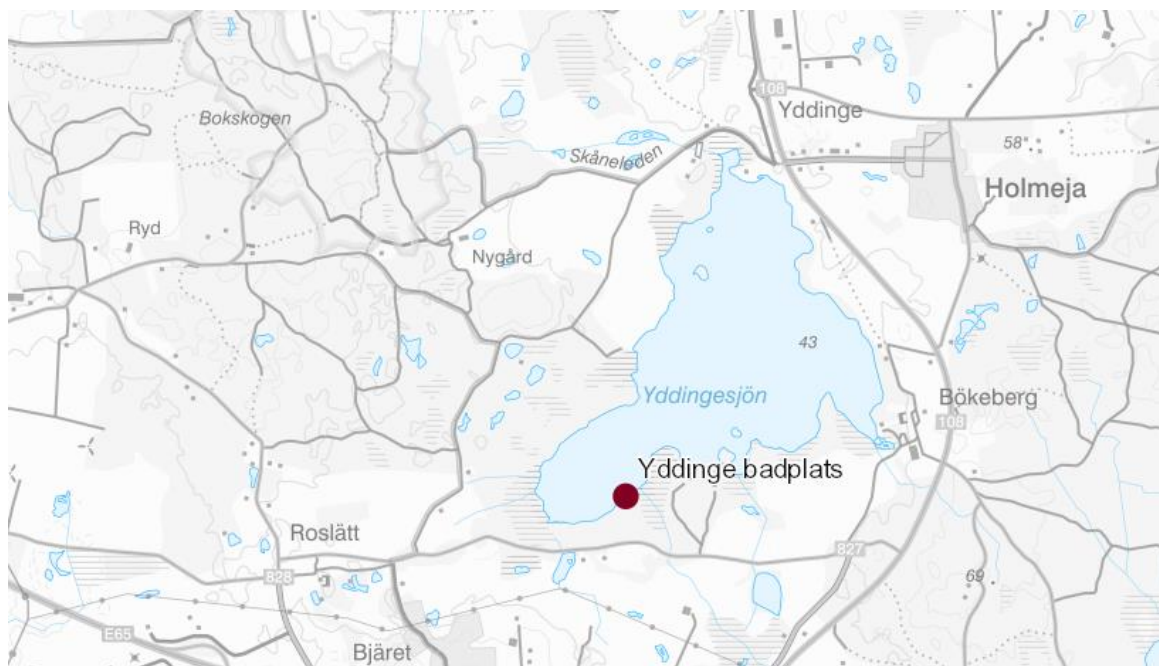 108
Yddinge
Bokskogen
Skåneleden
58
Holmeja
Ryd
Nygård
43
Yddingesjön
Bökeberg
108
Yddinge badplats
Roslätt
827
828
69
E65
Bjäret